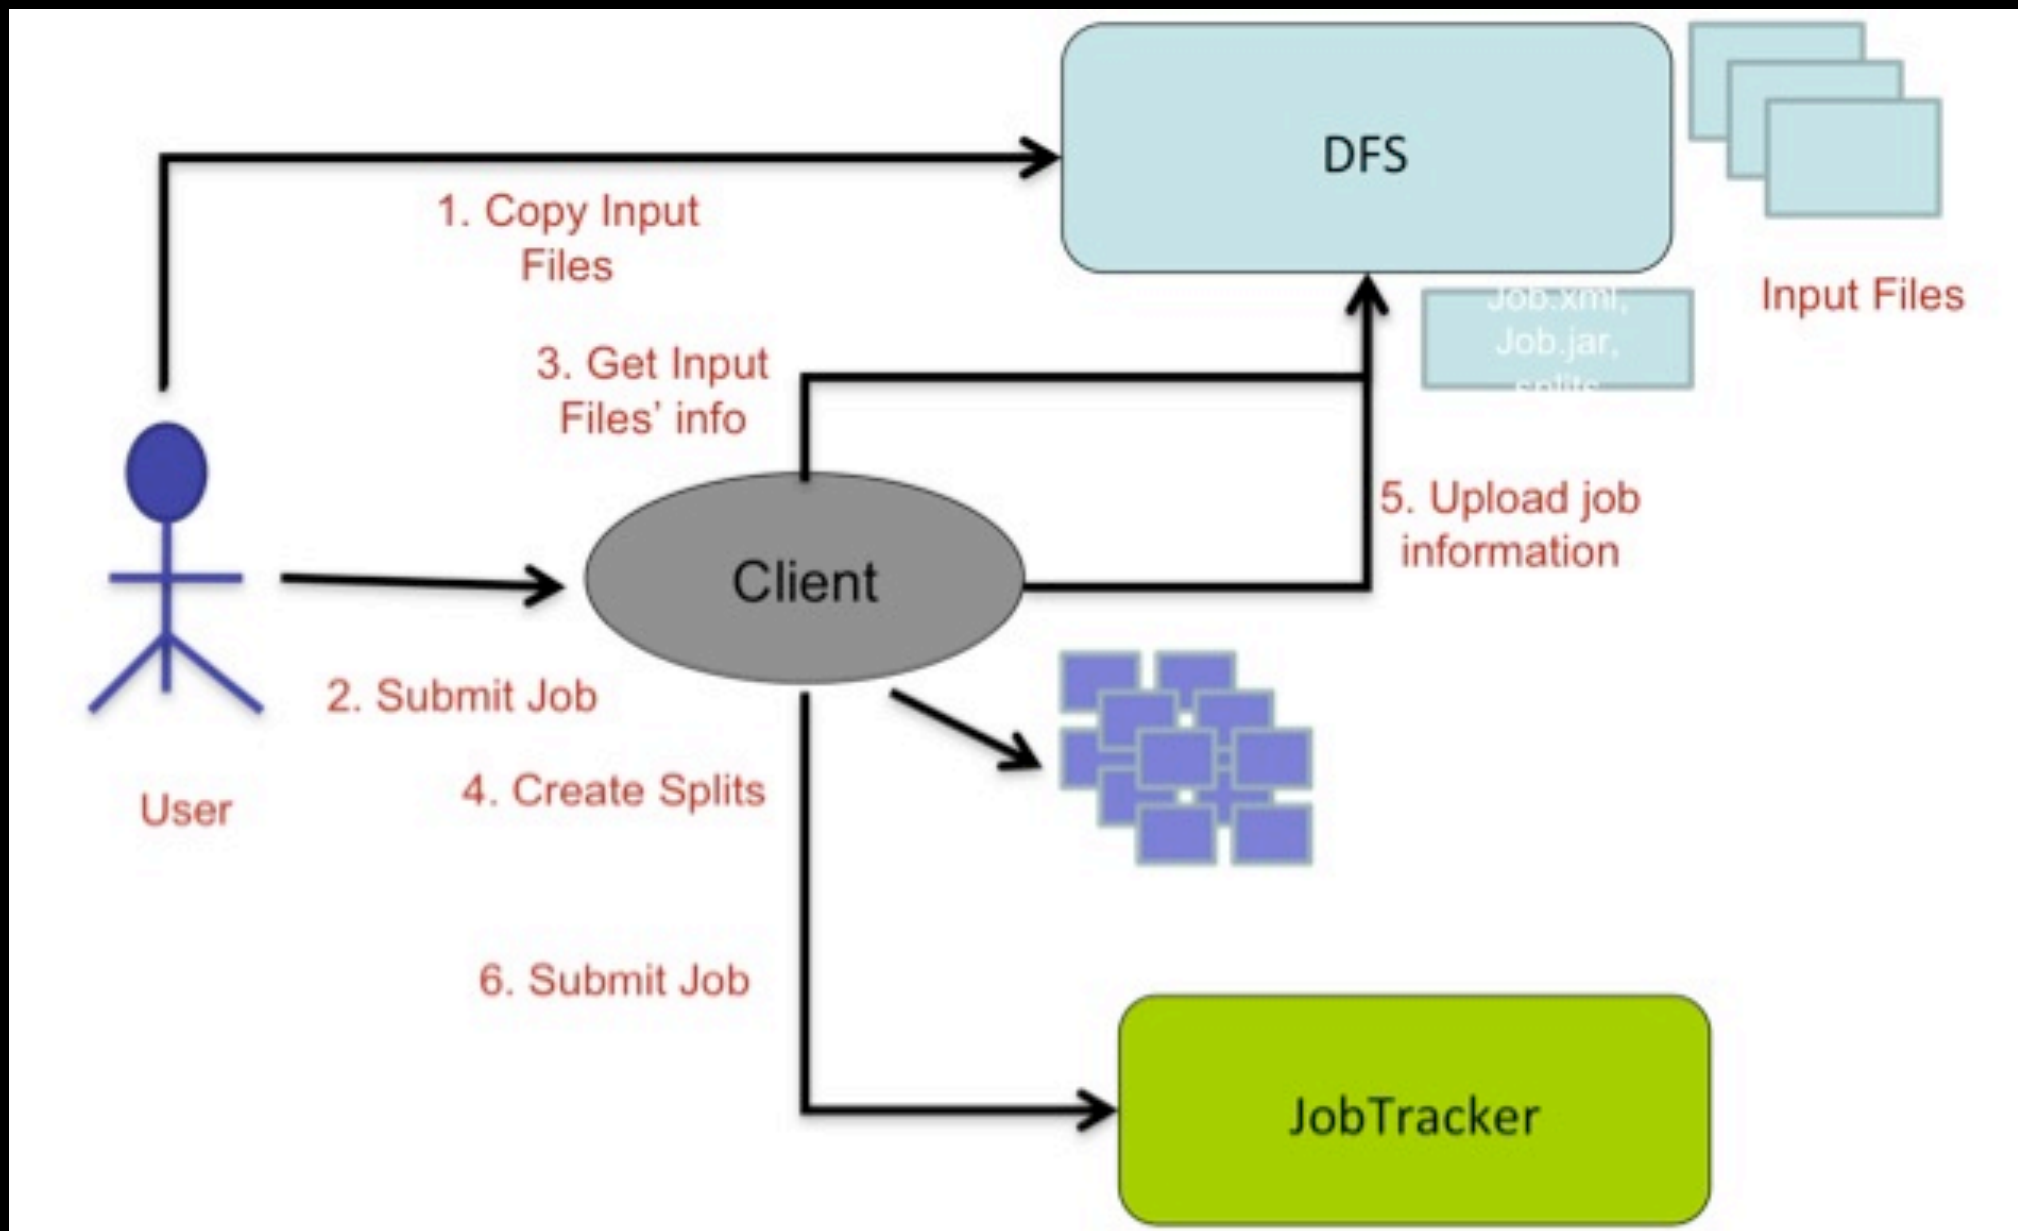 DFS
1. Copy Input
Files
Input Files
Job.xml,
Job.jar,
splits
3. Get Input
Files’ info
5. Upload job
information
Client
2. Submit Job
4. Create Splits
User
6. Submit Job
JobTracker